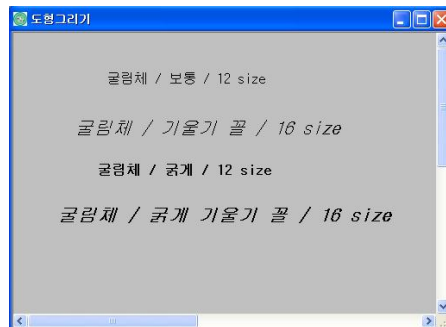 도형그리기
굴림체 / 보통 / 12 size
굴림체 / 기울기 꼴 / 16 size
굴림체 / 굵게 / 12 size
굴림체 / 굵게 기울기 꼴 / 16 size